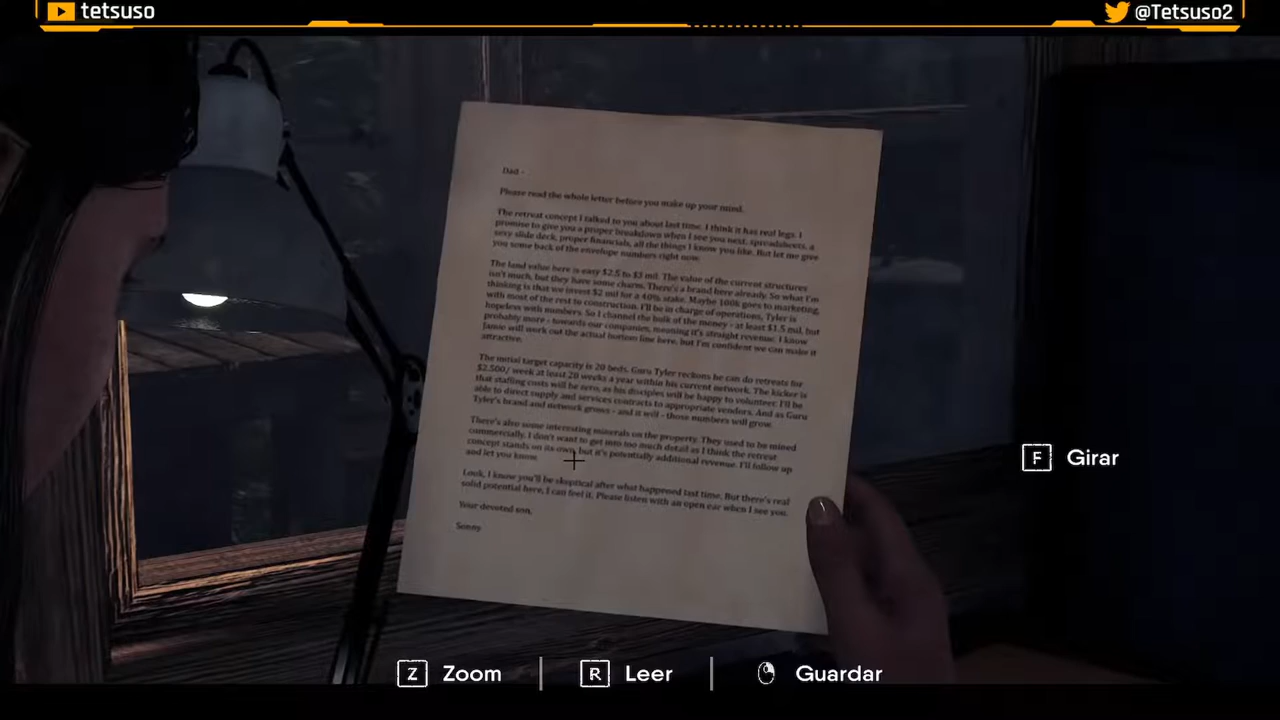 tetsuso
@Tetsuso2
Dad -
Please read the whole letter before you make up your mind.
The retreat concept I talked to you about last time. I think it has real legs. I
promise to give you a proper breakdown when I see you next, spreadsheets, a
sexy slide deck, proper financials, all the things I know you like. But let me give
you some back of the envelope numbers right now.
The land value here is easy $2.5 to $3 mil. The value of the current structures
isn't much, but they have some charm. There's a brand here already. So what I'm
thinking is that we invest $2 mil for a 40% stake. Maybe 100k goes to marketing,
with most of the rest to construction. I'll be in charge of operations, Tyler is
hopeless with numbers. So I channel the bulk of the money - at least $1.5 mil, but
probably more - towards our companies, meaning it's straight revenue. I know
Jamie will work out the actual bottom line here, but I'm confident we can make it
attractive.
The initial target capacity is 20 beds. Guru Tyler reckons he can do retreats for
$2,500/ week at least 20 weeks a year within his current network. The kicker is
that staffing costs will be zero, as his disciples will be happy to volunteer. I'll be
able to direct supply and services contracts to appropriate vendors. And as Guru
Tyler's brand and network grows - and it will - those numbers will grow.
There's also some interesting minerals on the property. They used to be mined
commercially. I don't want to get into too much detail as I think the retreat
concept stands on its own, but it's potentially additional revenue. I'll follow up
and let you know.
Look, I know you'll be skeptical after what happened last time. But there's real
solid potential here, I can feel it. Please listen with an open ear when I see you.
Your devoted son,
Sonny
F Girar
Z Zoom
R Leer
Guardar